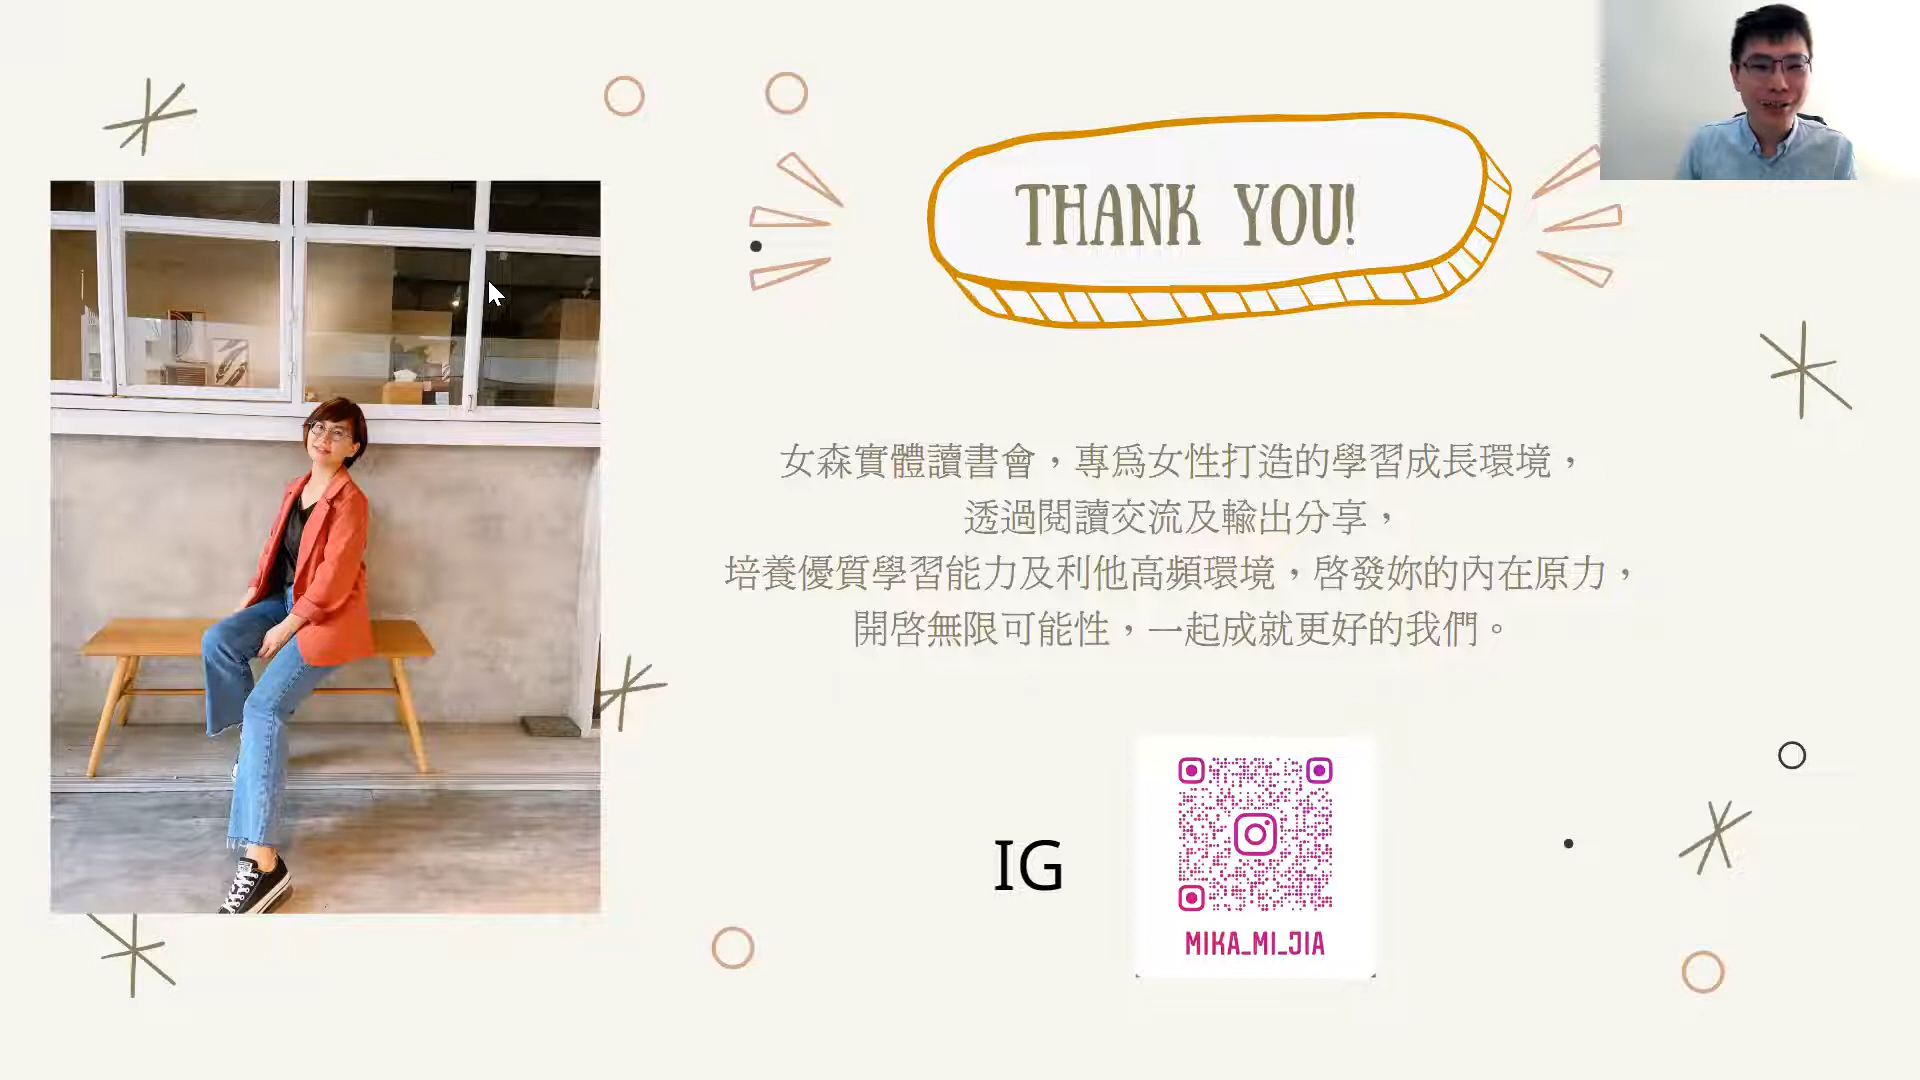 THANK YOU!
女森實體讀書會，專為女性打造的學習成長環境，
透過閱讀交流及輸出分享，
培養優質學習能力及利他高頻環境，啓發妳的內在原力，
開啓無限可能性，一起成就更好的我們。
IG
MIKA_MI_JIA